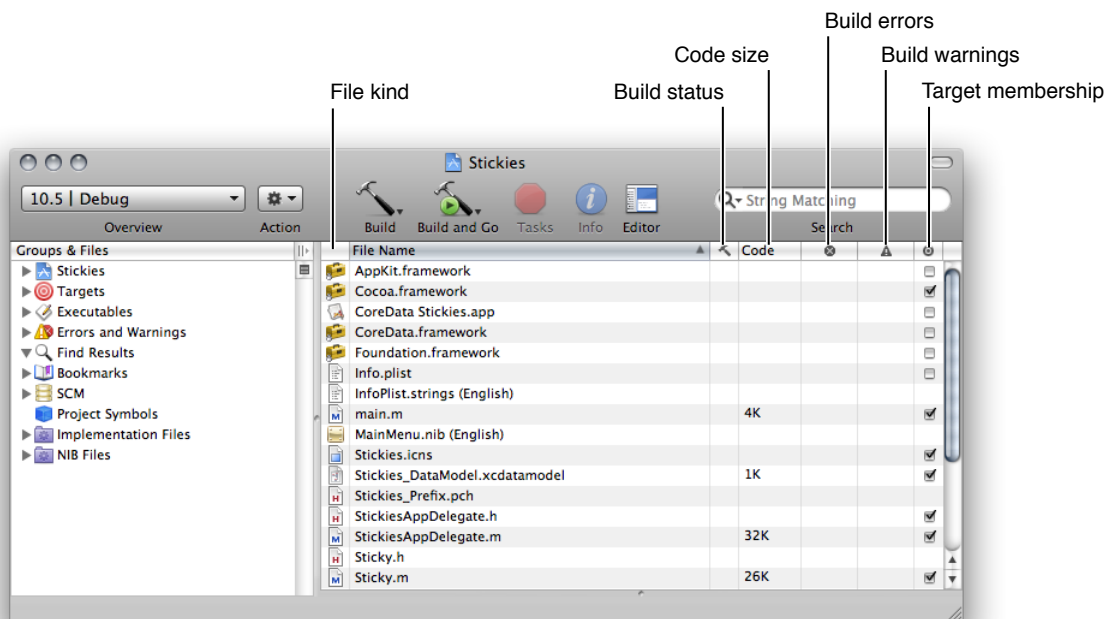 Build errors
Code size
Build warnings
File kind
Build status
Target membership
Stickies
10.5 | Debug
String Matching
Overview
Action
Build
Build and Go
Tasks
Info
Editor
Search
Groups & Files
File Name
Code
Stickies
Targets
Executables
Errors and Warnings
Find Results
Bookmarks
SCM
Project Symbols
Implementation Files
NIB Files
AppKit.framework
Cocoa.framework
CoreData Stickies.app
CoreData.framework
Foundation.framework
Info.plist
InfoPlist.strings (English)
main.m 4K
MainMenu.nib (English)
Stickies.icns
Stickies_DataModel.xcdatamodel 1K
Stickies_Prefix.pch
StickiesAppDelegate.h
StickiesAppDelegate.m 32K
Sticky.h
Sticky.m 26K